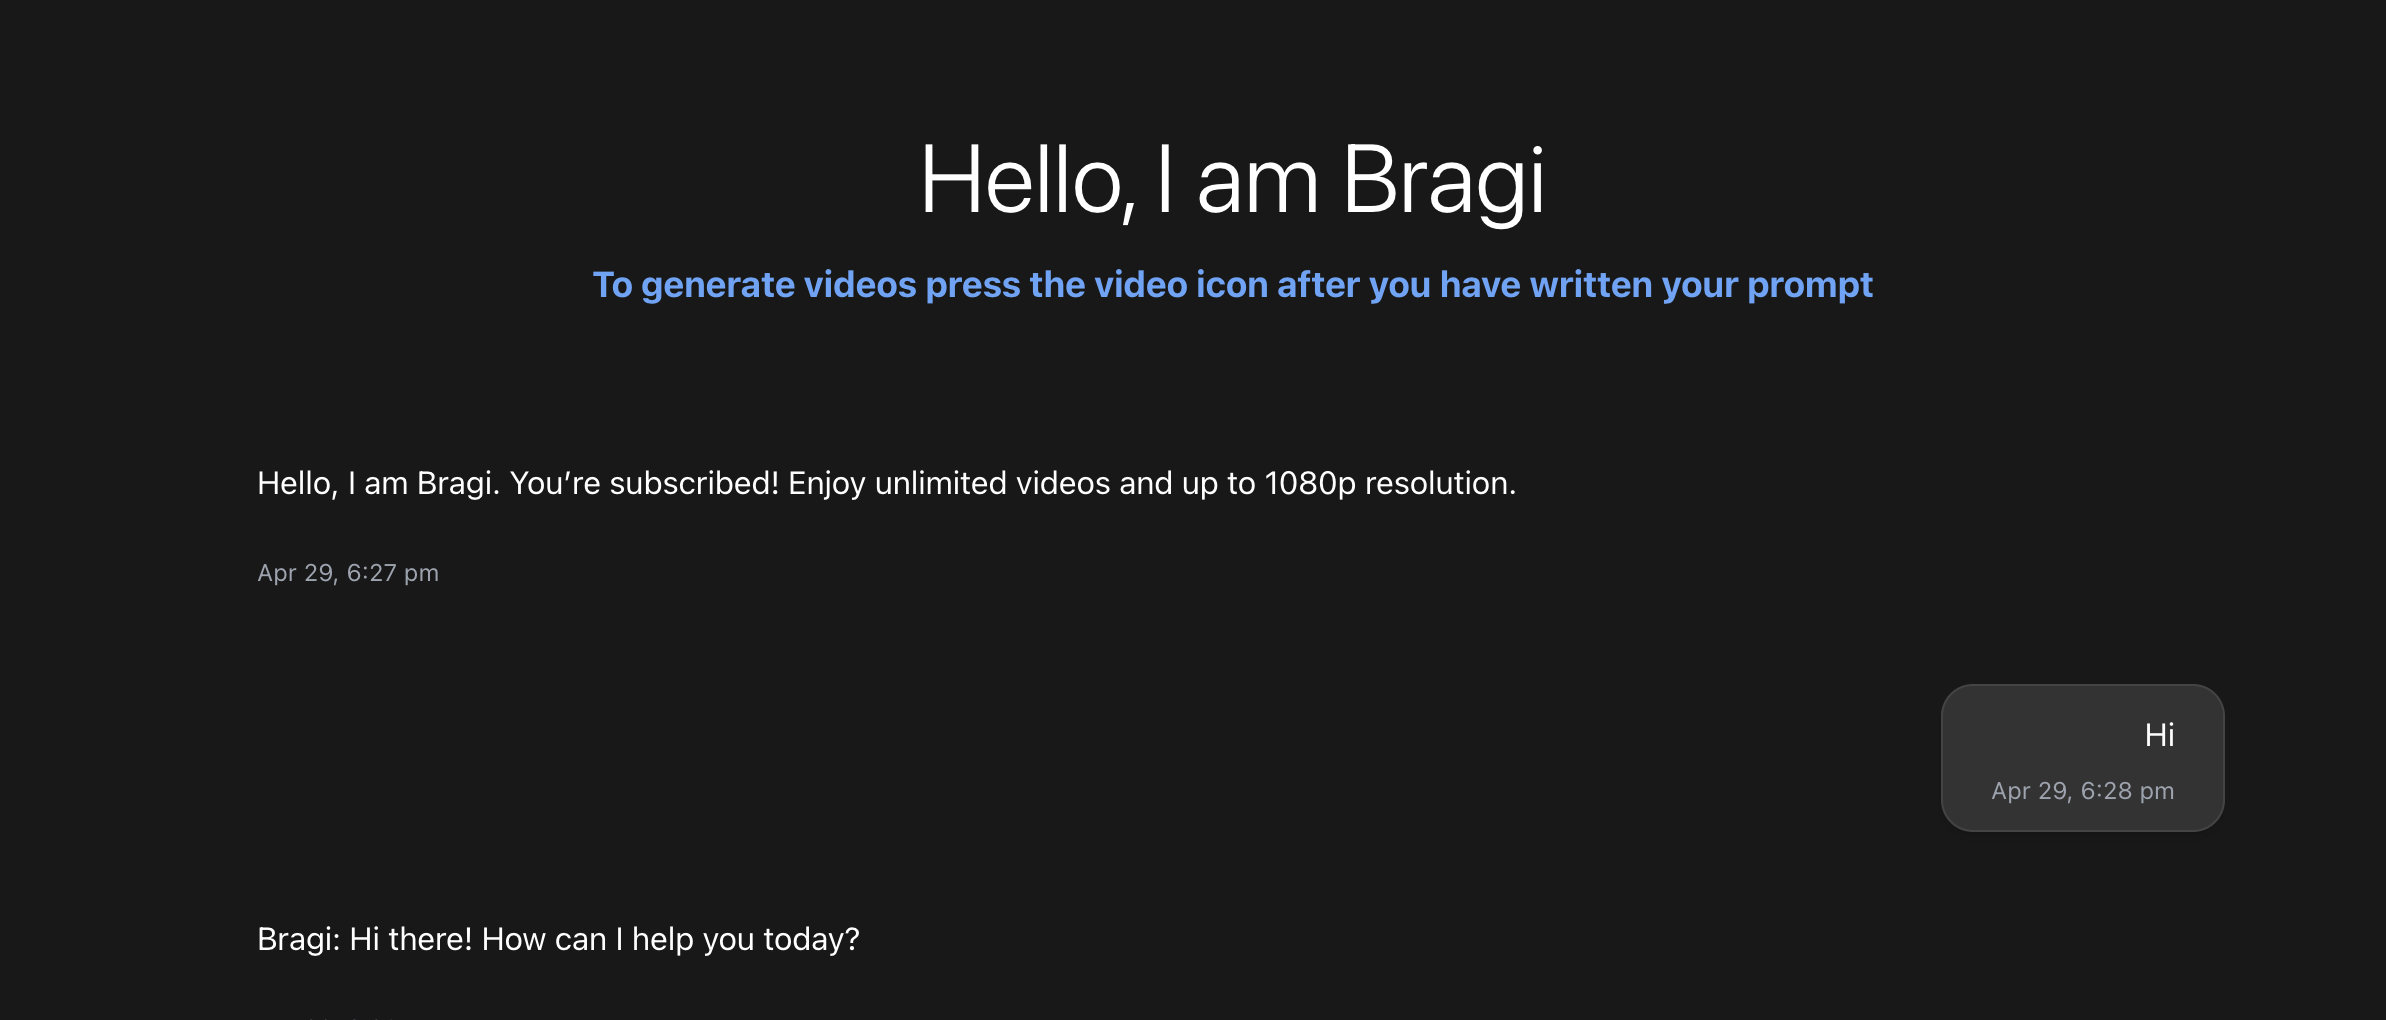 Hello, I am Bragi
To generate videos press the video icon after you have written your prompt
Hello, I am Bragi. You’re subscribed! Enjoy unlimited videos and up to 1080p resolution.
Apr 29, 6:27 pm
Hi
Apr 29, 6:28 pm
Bragi: Hi there! How can I help you today?